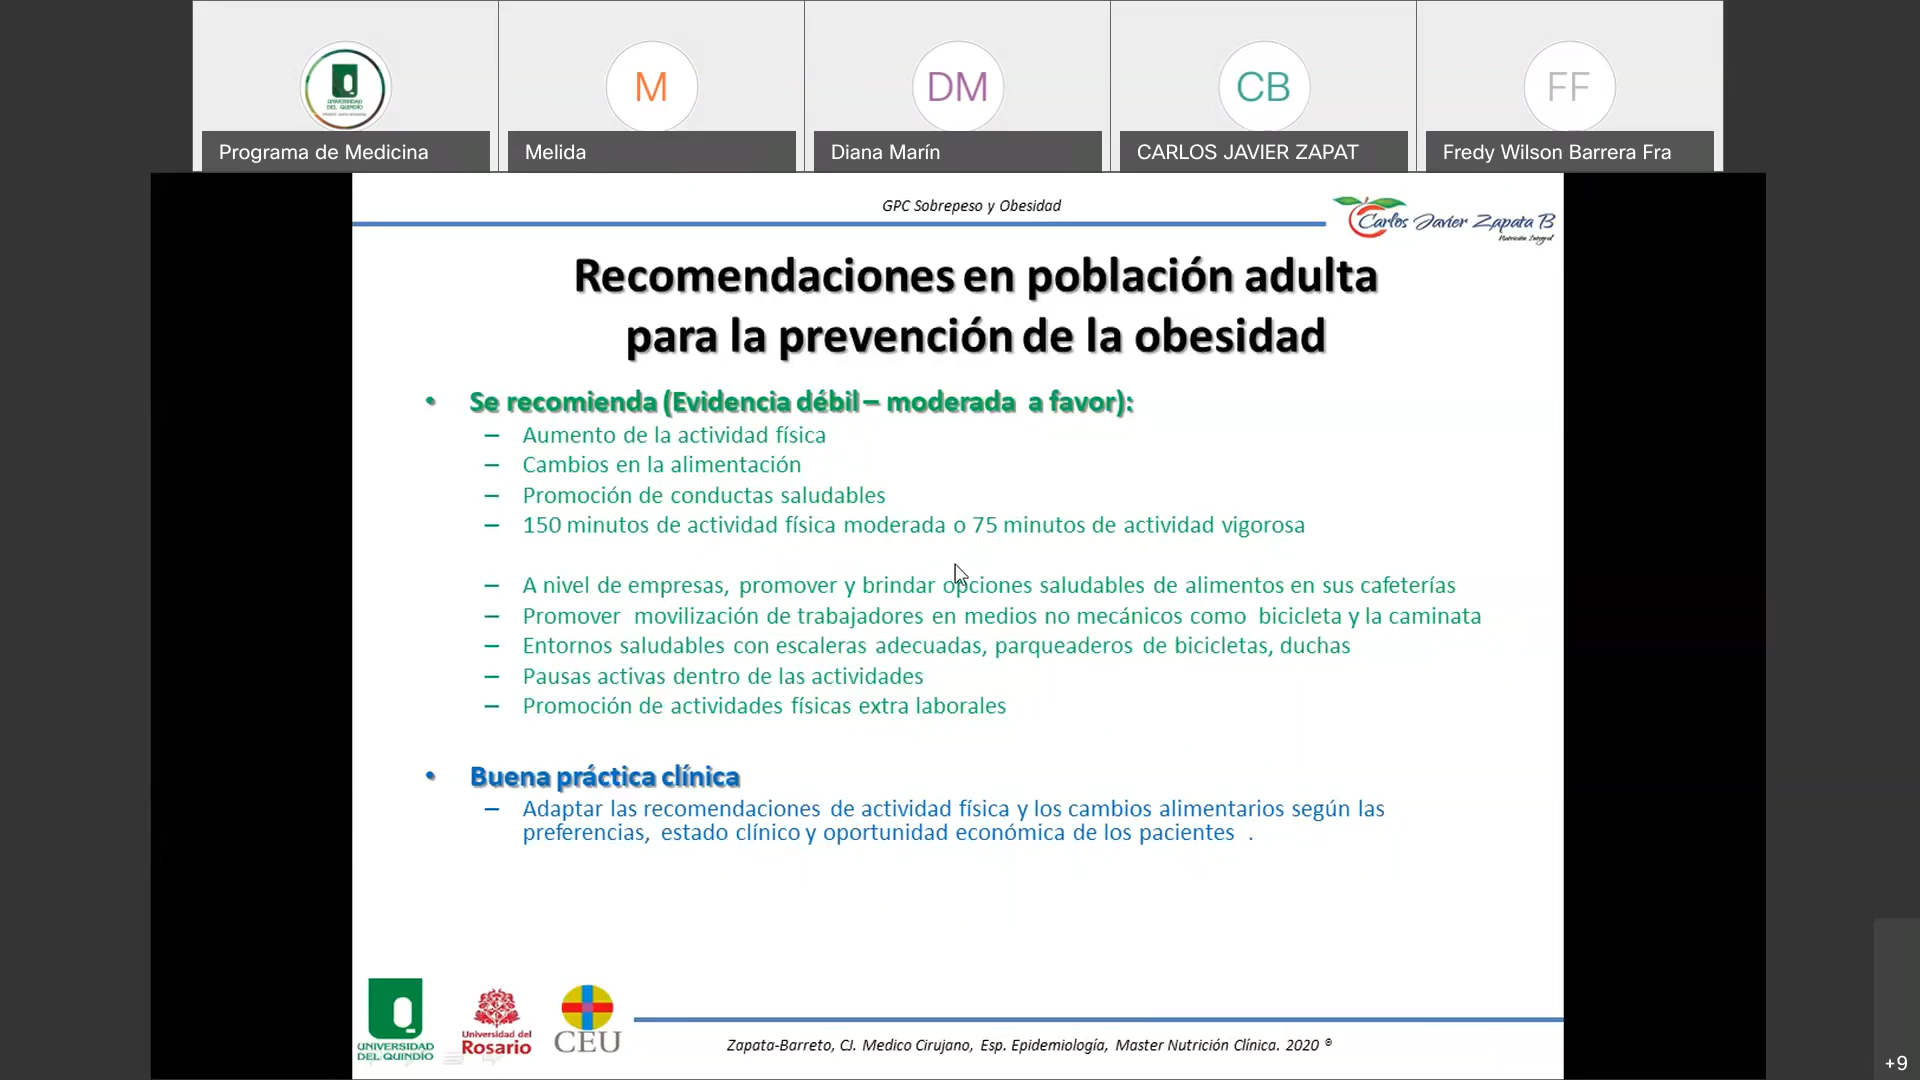 UNIVERSIDAD
DEL QUINDÍO
M
DM
CB
FF
Programa de Medicina
Melida
Diana Marín
CARLOS JAVIER ZAPAT
Fredy Wilson Barrera Fra
GPC Sobrepeso y Obesidad
Carlos Javier Zapata B
Nutrición Integral
Recomendaciones en población adulta
para la prevención de la obesidad
• Se recomienda (Evidencia débil – moderada a favor):
– Aumento de la actividad física
– Cambios en la alimentación
– Promoción de conductas saludables
– 150 minutos de actividad física moderada o 75 minutos de actividad vigorosa
– A nivel de empresas, promover y brindar opciones saludables de alimentos en sus cafeterías
– Promover movilización de trabajadores en medios no mecánicos como bicicleta y la caminata
– Entornos saludables con escaleras adecuadas, parqueaderos de bicicletas, duchas
– Pausas activas dentro de las actividades
– Promoción de actividades físicas extra laborales
• Buena práctica clínica
– Adaptar las recomendaciones de actividad física y los cambios alimentarios según las
preferencias, estado clínico y oportunidad económica de los pacientes .
UNIVERSIDAD
DEL QUINDÍO
Universidad del
Rosario
CEU
Zapata-Barreto, CJ. Medico Cirujano, Esp. Epidemiología, Master Nutrición Clínica. 2020 ®
+9